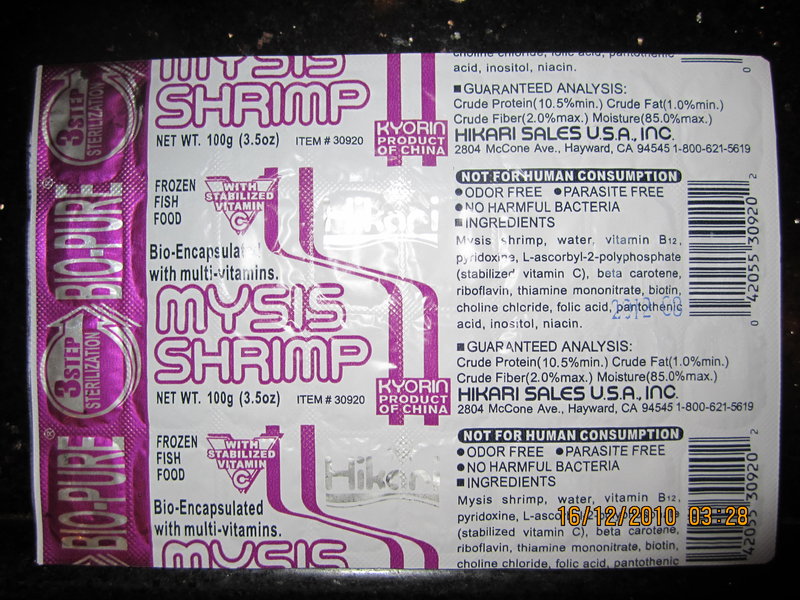 MYSIS
SHRIMP
NET WT. 100g (3.5oz) ITEM # 30920
KYORIN
PRODUCT
OF CHINA
3 STEP
STERILIZATION
choline chloride, folic acid, pantothenic
acid, inositol, niacin.
■GUARANTEED ANALYSIS:
Crude Protein(10.5%min.) Crude Fat(1.0%min.)
Crude Fiber(2.0%max.) Moisture(85.0%max.)
HIKARI SALES U.S.A., INC.
2804 McCone Ave., Hayward, CA 94545 1-800-621-5619
0
BIO-PURE®
FROZEN
FISH
FOOD
WITH
STABILIZED
VITAMIN
C
Hikari
Bio-Encapsulated
with multi-vitamins.
MYSIS
SHRIMP
NET WT. 100g (3.5oz) ITEM # 30920
KYORIN
PRODUCT
OF CHINA
3 STEP
STERILIZATION
NOT FOR HUMAN CONSUMPTION
●ODOR FREE ●PARASITE FREE
●NO HARMFUL BACTERIA
■INGREDIENTS
Mysis shrimp, water, vitamin B12,
pyridoxine, L-ascorbyl-2-polyphosphate
(stabilized vitamin C), beta carotene,
riboflavin, thiamine mononitrate, biotin,
choline chloride, folic acid, pantothenic
acid, inositol, niacin.
2012 08
■GUARANTEED ANALYSIS:
Crude Protein(10.5%min.) Crude Fat(1.0%min.)
Crude Fiber(2.0%max.) Moisture(85.0%max.)
HIKARI SALES U.S.A., INC.
2804 McCone Ave., Hayward, CA 94545 1-800-621-5619
0 42055 30920 2
BIO-PURE®
FROZEN
FISH
FOOD
WITH
STABILIZED
VITAMIN
C
Hikari
Bio-Encapsulated
with multi-vitamins.
MYSIS
NOT FOR HUMAN CONSUMPTION
●ODOR FREE ●PARASITE FREE
●NO HARMFUL BACTERIA
■INGREDIENTS
Mysis shrimp, water, vitamin B12,
pyridoxine,
(stabilized vitamin C), beta carotene,
riboflavin, thiamine mononitrate, biotin,
choline chloride, folic acid, pantothenic
42055 30920 2
16/12/2010 03:28